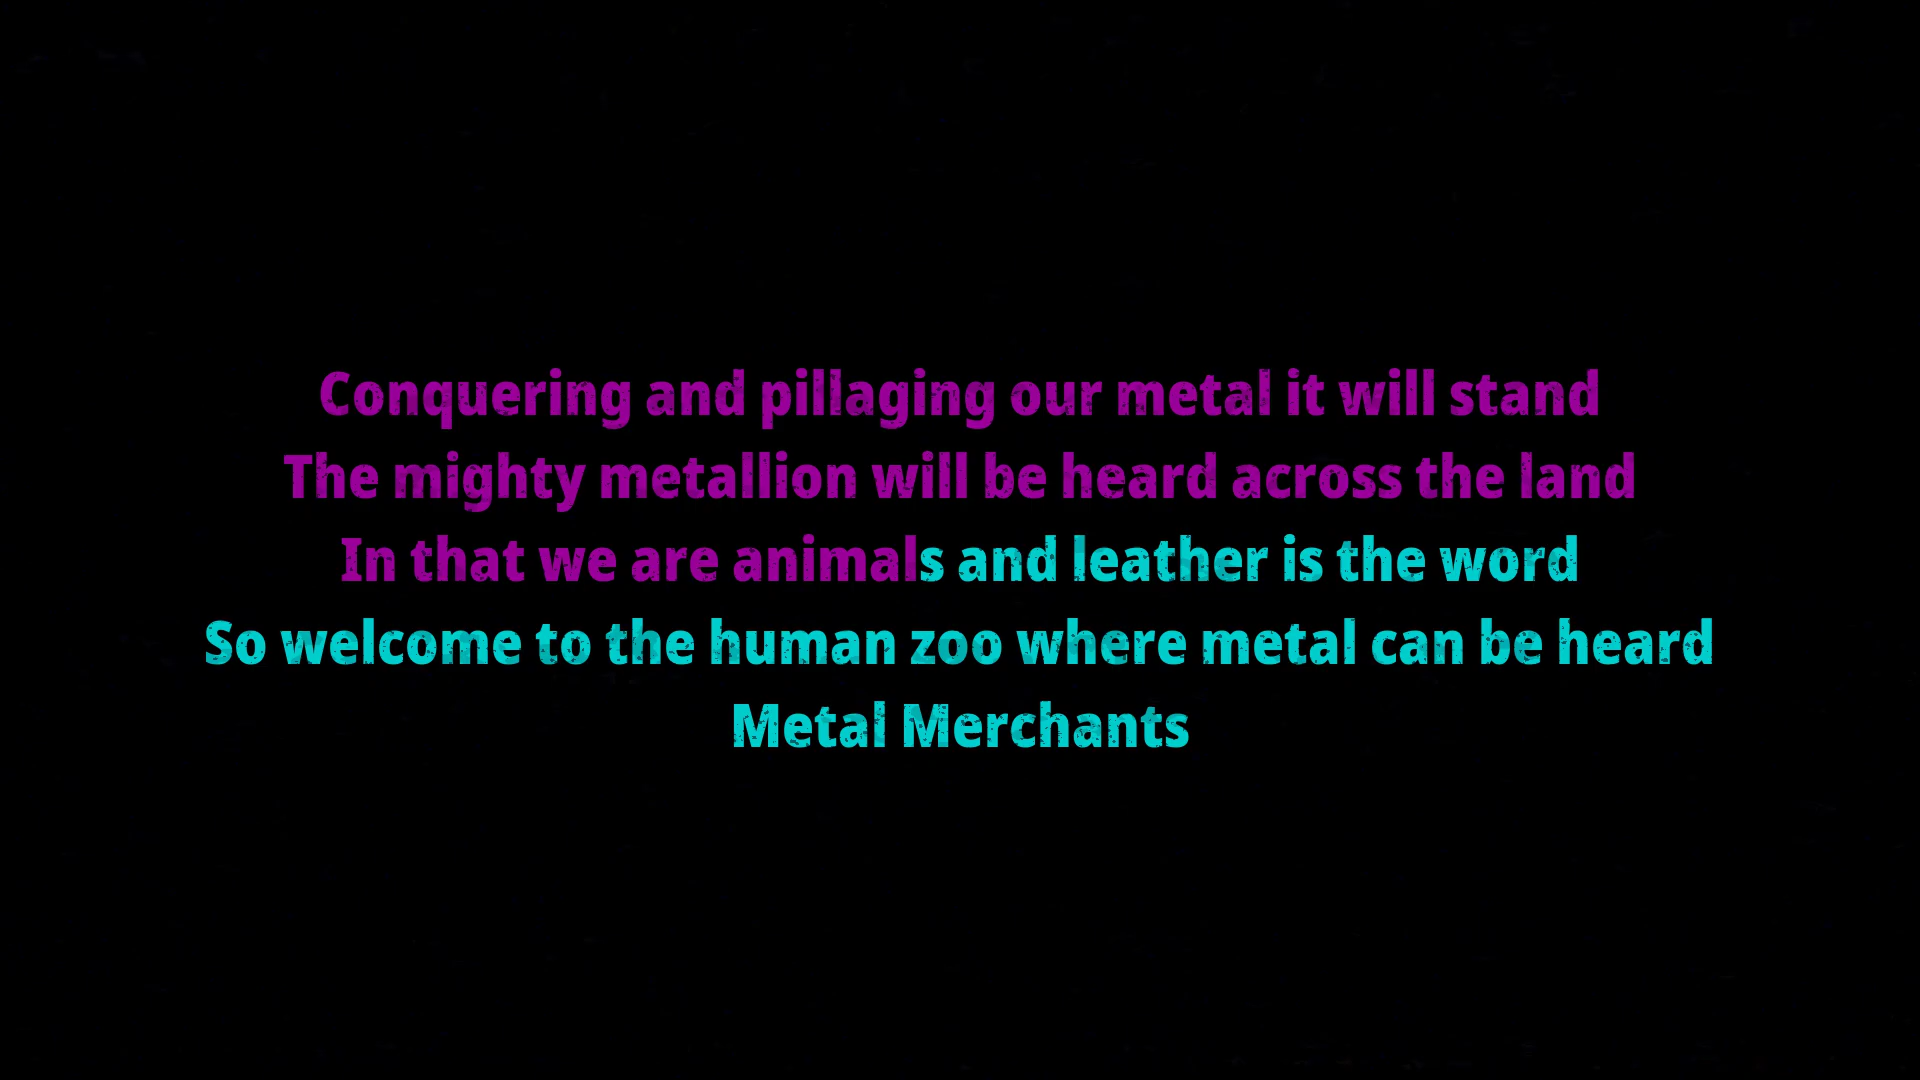 Conquering and pillaging our metal it will stand
The mighty metallion will be heard across the land
In that we are animals and leather is the word
So welcome to the human zoo where metal can be heard
Metal Merchants